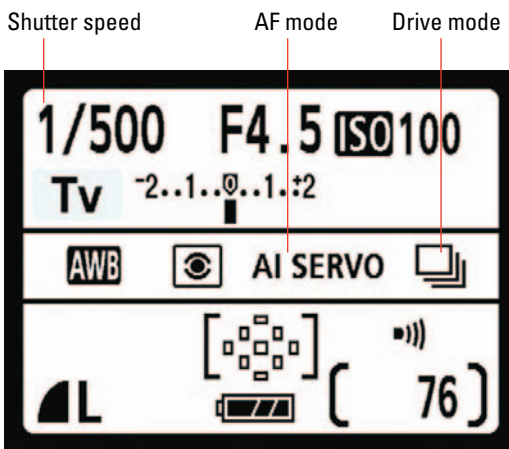 Shutter speed AF mode Drive mode
1/500 F4.5 ISO 100
Tv -2..1..0..1..+2
AWB AI SERVO
L [ 76 ]